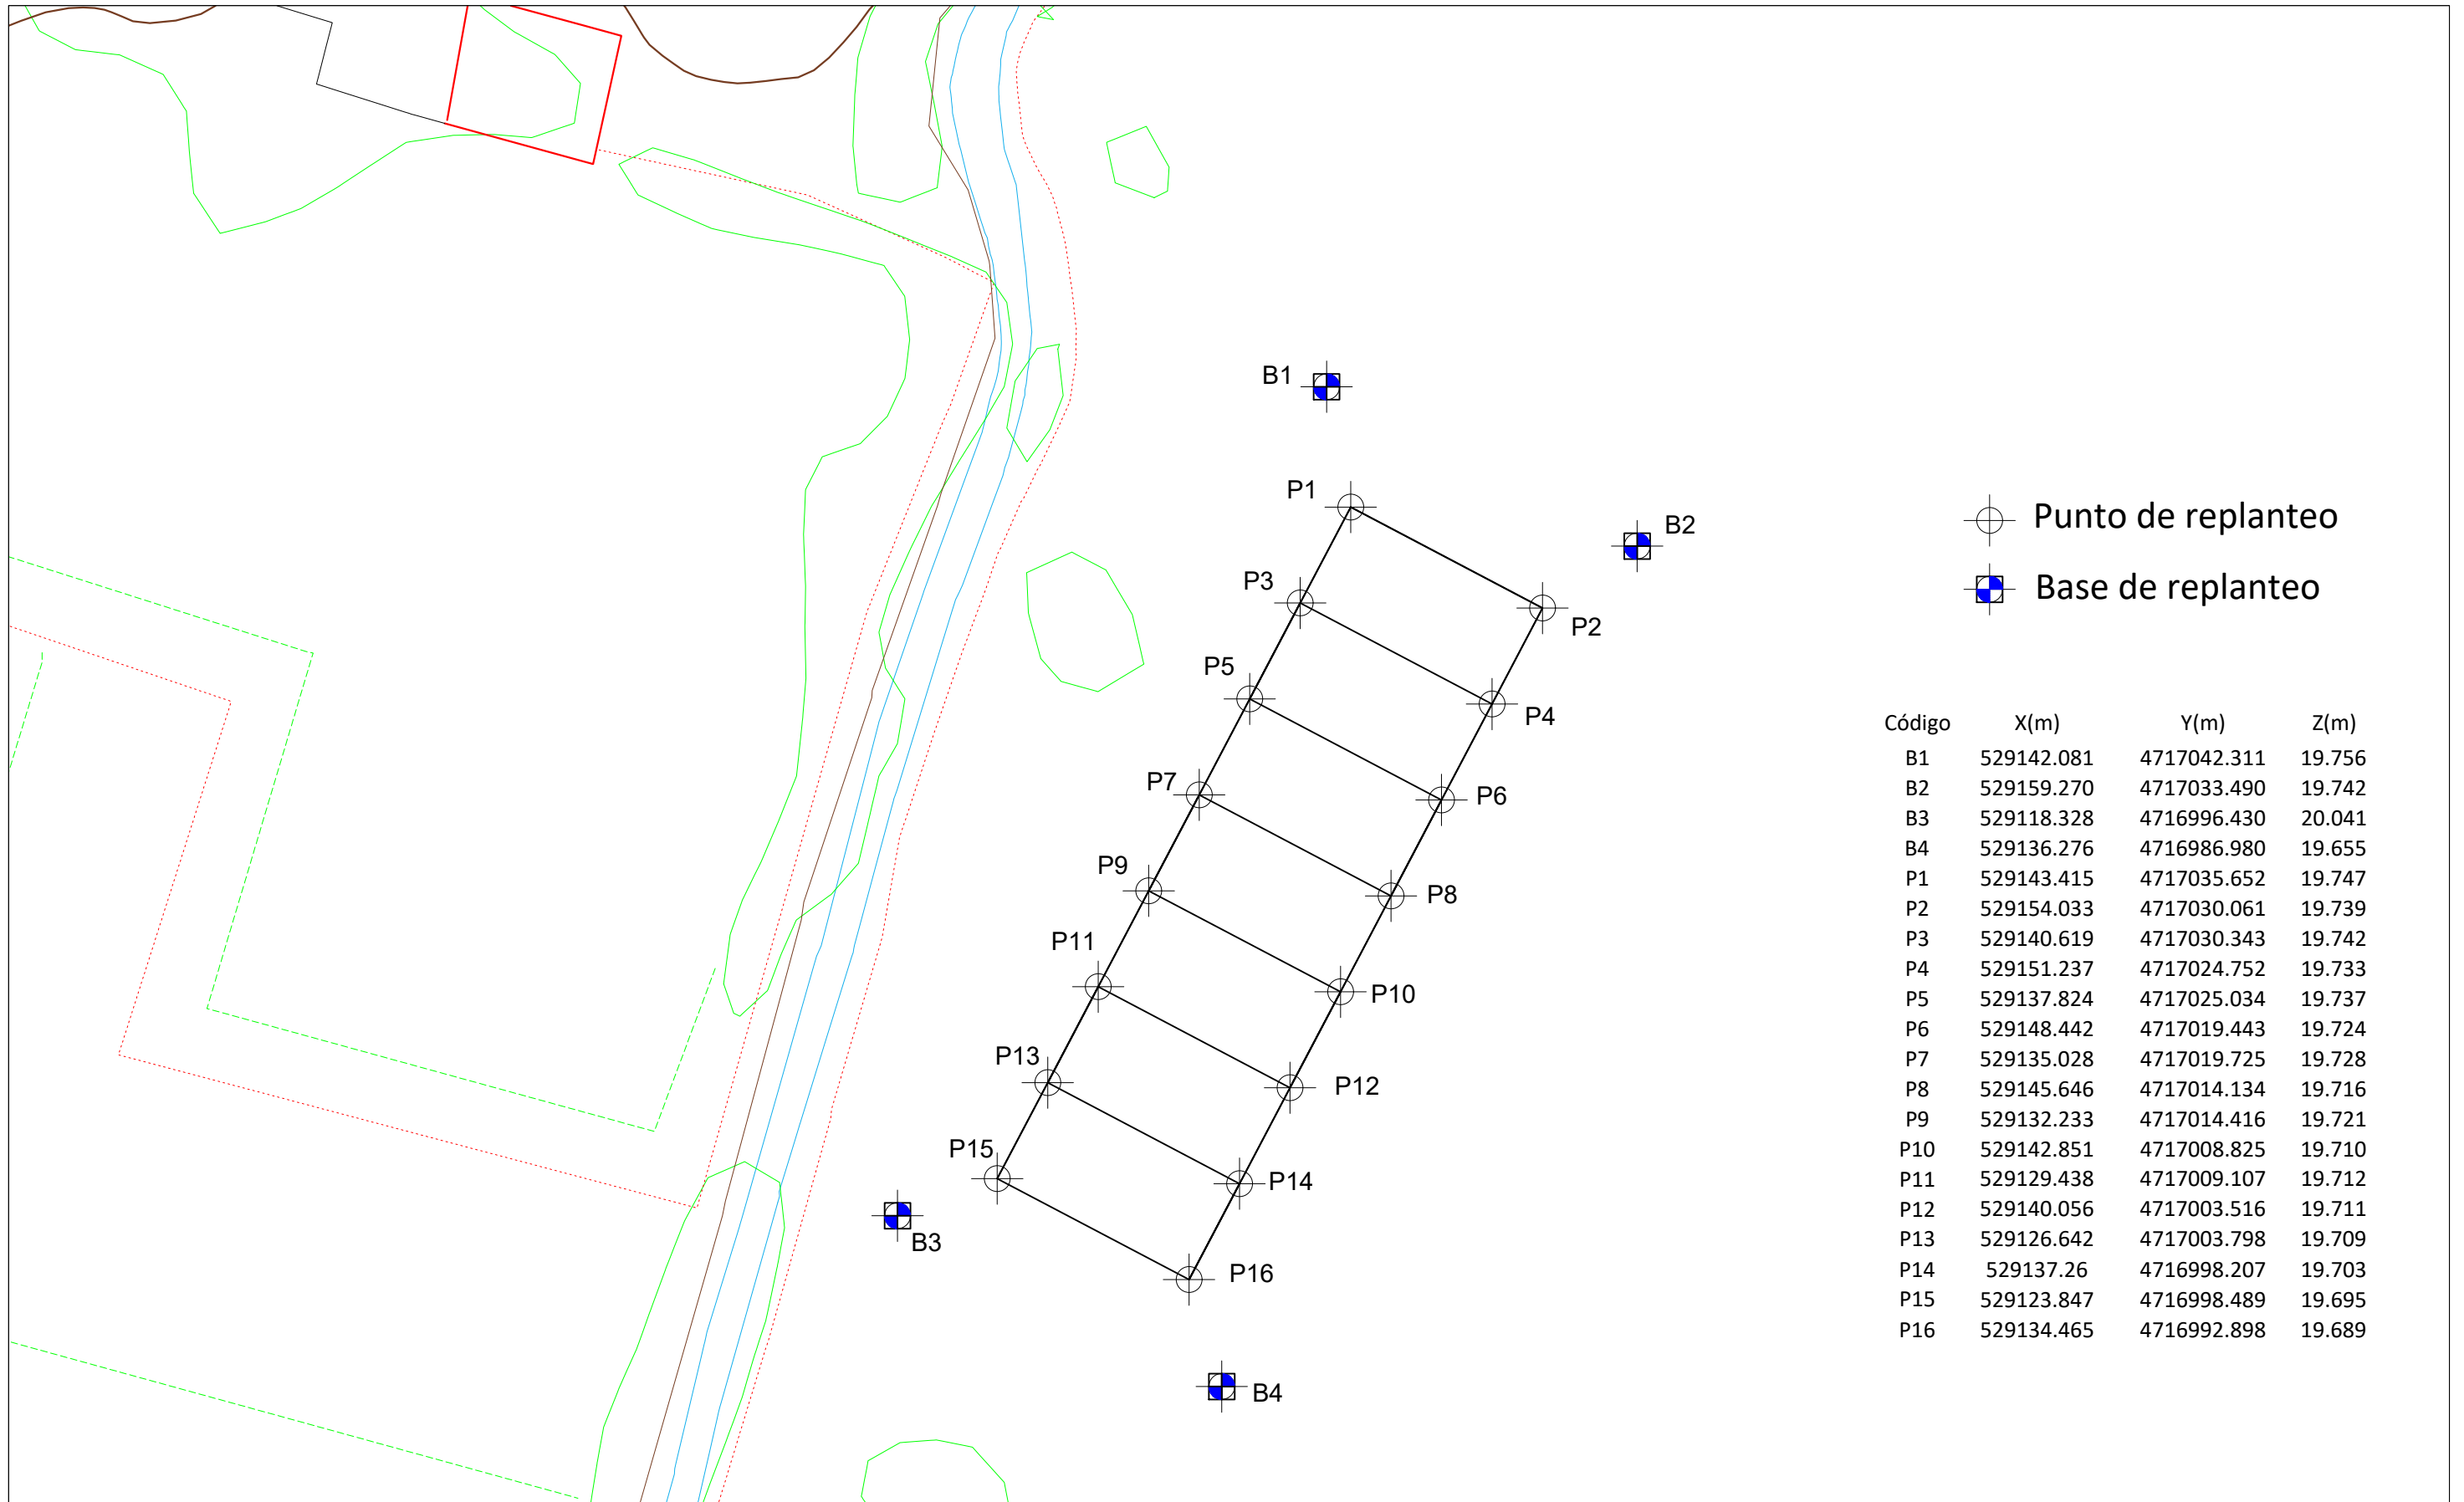 B1
P1
B2
Punto de replanteo
P3
Base de replanteo
P2
P5
P4
Código X(m) Y(m) Z(m)
B1 529142.081 4717042.311 19.756
B2 529159.270 4717033.490 19.742
B3 529118.328 4716996.430 20.041
B4 529136.276 4716986.980 19.655
P1 529143.415 4717035.652 19.747
P2 529154.033 4717030.061 19.739
P3 529140.619 4717030.343 19.742
P4 529151.237 4717024.752 19.733
P5 529137.824 4717025.034 19.737
P6 529148.442 4717019.443 19.724
P7 529135.028 4717019.725 19.728
P8 529145.646 4717014.134 19.716
P9 529132.233 4717014.416 19.721
P10 529142.851 4717008.825 19.710
P11 529129.438 4717009.107 19.712
P12 529140.056 4717003.516 19.711
P13 529126.642 4717003.798 19.709
P14 529137.26 4716998.207 19.703
P15 529123.847 4716998.489 19.695
P16 529134.465 4716992.898 19.689
P7
P6
P9
P8
P11
P10
P13
P12
P15
P14
B3
P16
B4